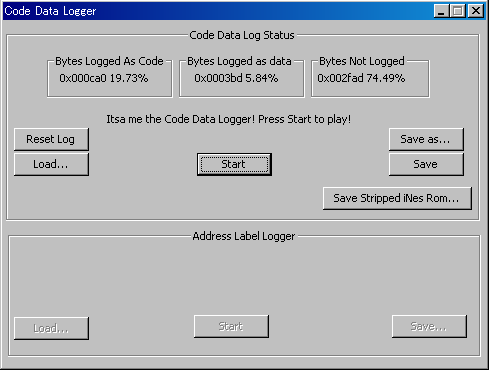 Code Data Logger
Code Data Log Status
Bytes Logged As Code
0x000ca0 19.73%
Bytes Logged as data
0x0003bd 5.84%
Bytes Not Logged
0x002fad 74.49%
Itsa me the Code Data Logger! Press Start to play!
Reset Log
Save as...
Load...
Start
Save
Save Stripped iNes Rom...
Address Label Logger
Load...
Start
Save...